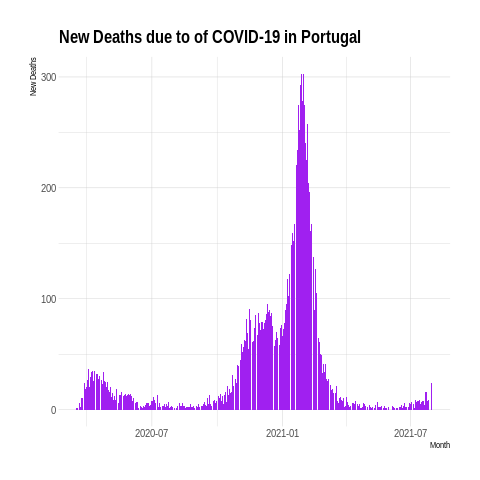 New Deaths due to of COVID-19 in Portugal
New Deaths
300
200
100
0
2020-07
2021-01
2021-07
Month